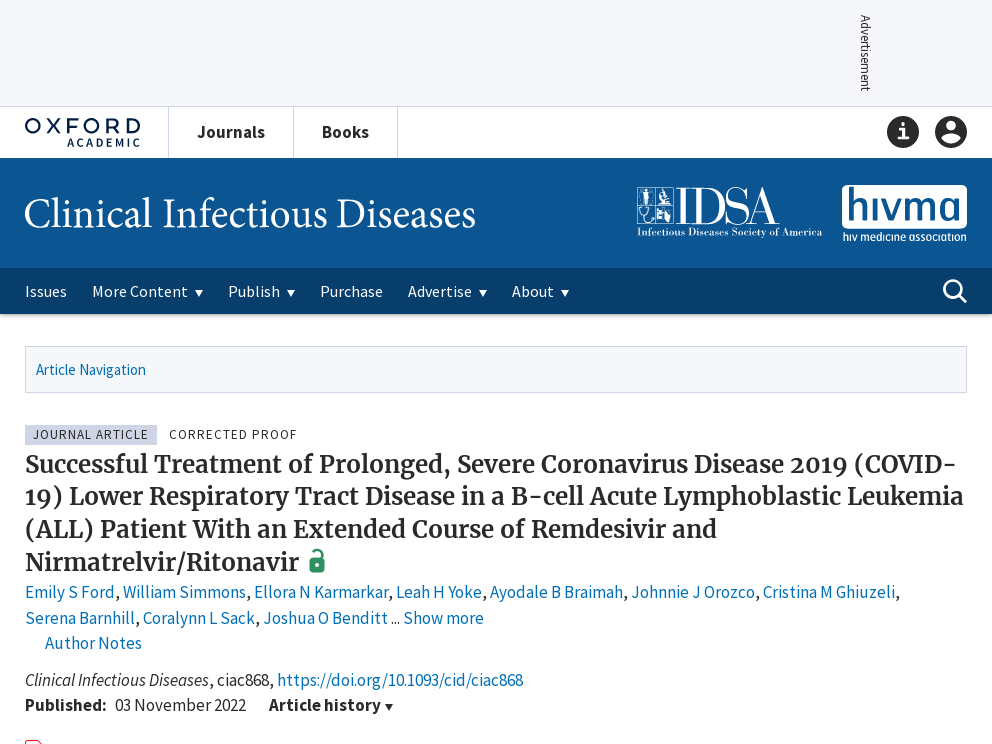 Advertisement
OXFORD
ACADEMIC
Journals
Books
Clinical Infectious Diseases
IDSA
Infectious Diseases Society of America
hivma
hiv medicine association
Issues
More Content
Publish
Purchase
Advertise
About
Article Navigation
JOURNAL ARTICLE CORRECTED PROOF
Successful Treatment of Prolonged, Severe Coronavirus Disease 2019 (COVID-
19) Lower Respiratory Tract Disease in a B-cell Acute Lymphoblastic Leukemia
(ALL) Patient With an Extended Course of Remdesivir and
Nirmatrelvir/Ritonavir
Emily S Ford, William Simmons, Ellora N Karmarkar, Leah H Yoke, Ayodale B Braimah, Johnnie J Orozco, Cristina M Ghiuzeli,
Serena Barnhill, Coralynn L Sack, Joshua O Benditt ... Show more
Author Notes
Clinical Infectious Diseases, ciac868, https://doi.org/10.1093/cid/ciac868
Published: 03 November 2022 Article history